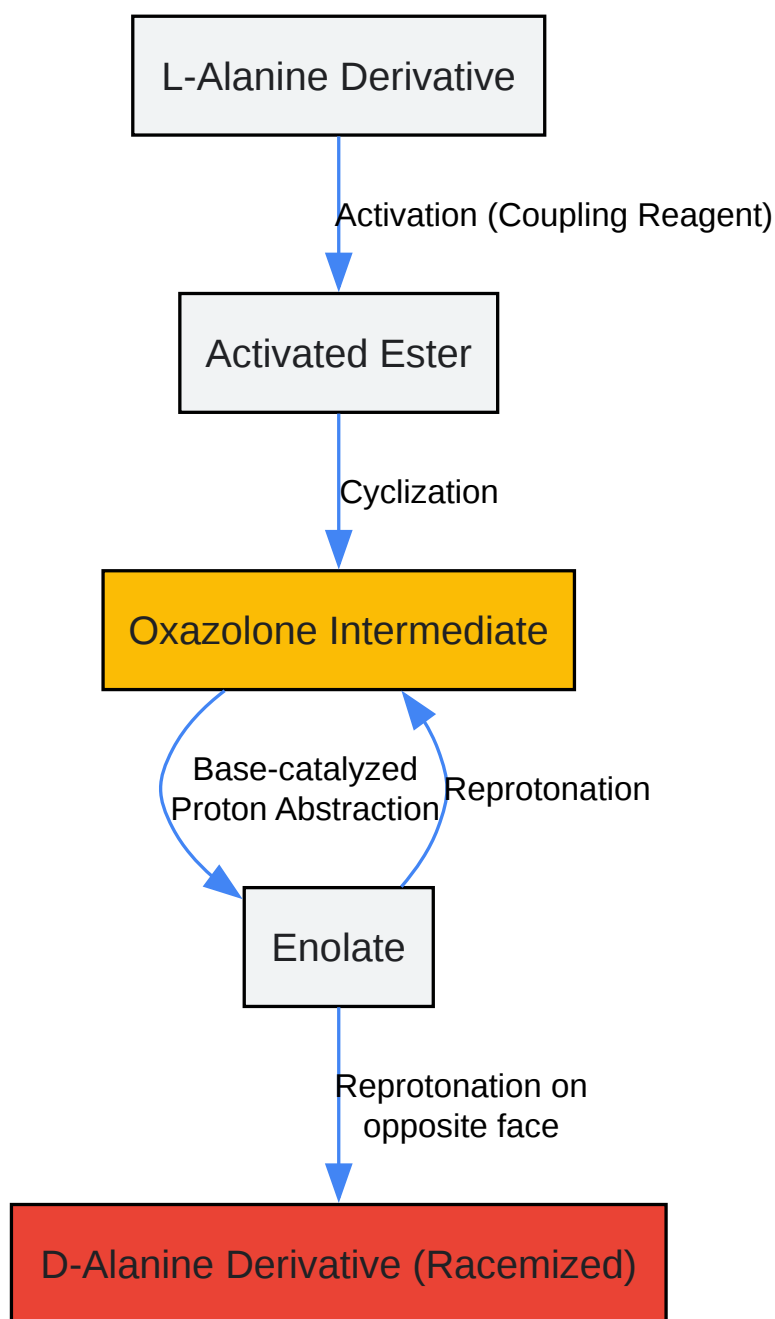 L-Alanine Derivative
Activation (Coupling Reagent)
Activated Ester
Cyclization
Oxazolone Intermediate
Base-catalyzed
Proton Abstraction
Reprotonation
Enolate
Reprotonation on
opposite face
D-Alanine Derivative (Racemized)